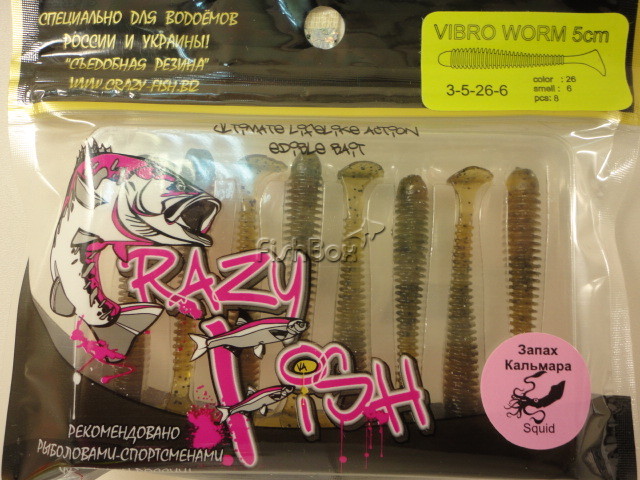 СПЕЦИАЛЬНО ДЛЯ ВОДОЁМОВ
РОССИИ И УКРАИНЫ!
"СЪЕДОБНАЯ РЕЗИНА"
WWW.CRAZY-FISH.BIZ
VIBRO WORM 5cm
3-5-26-6
color : 26
smell : 6
pcs: 8
ULTIMATE LIFELIKE ACTION
EDIBLE BAIT
FishBox
CRAZY
FISH
Запах
Кальмара
Squid
РЕКОМЕНДОВАНО
РЫБОЛОВАМИ-СПОРТСМЕНАМИ